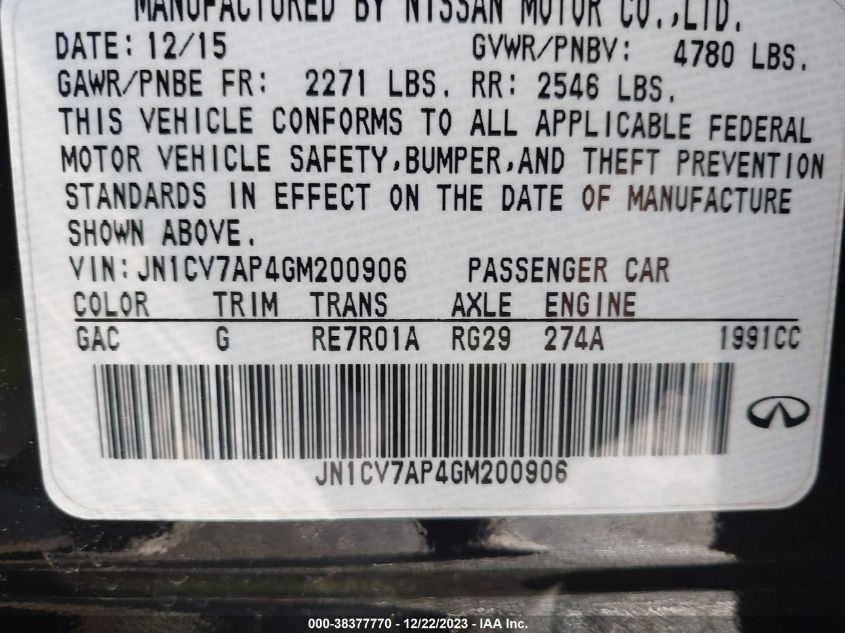 MANUFACTURED BY NISSAN MOTOR CO.,LTD.
DATE: 12/15 GVWR/PNBV: 4780 LBS.
GAWR/PNBE FR: 2271 LBS. RR: 2546 LBS.
THIS VEHICLE CONFORMS TO ALL APPLICABLE FEDERAL
MOTOR VEHICLE SAFETY,BUMPER,AND THEFT PREVENTION
STANDARDS IN EFFECT ON THE DATE OF MANUFACTURE
SHOWN ABOVE.
VIN:JN1CV7AP4GM200906 PASSENGER CAR
COLOR TRIM TRANS AXLE ENGINE
GAC G RE7R01A RG29 274A 1991CC
JN1CV7AP4GM200906
000-38377770 - 12/22/2023 - IAA Inc.